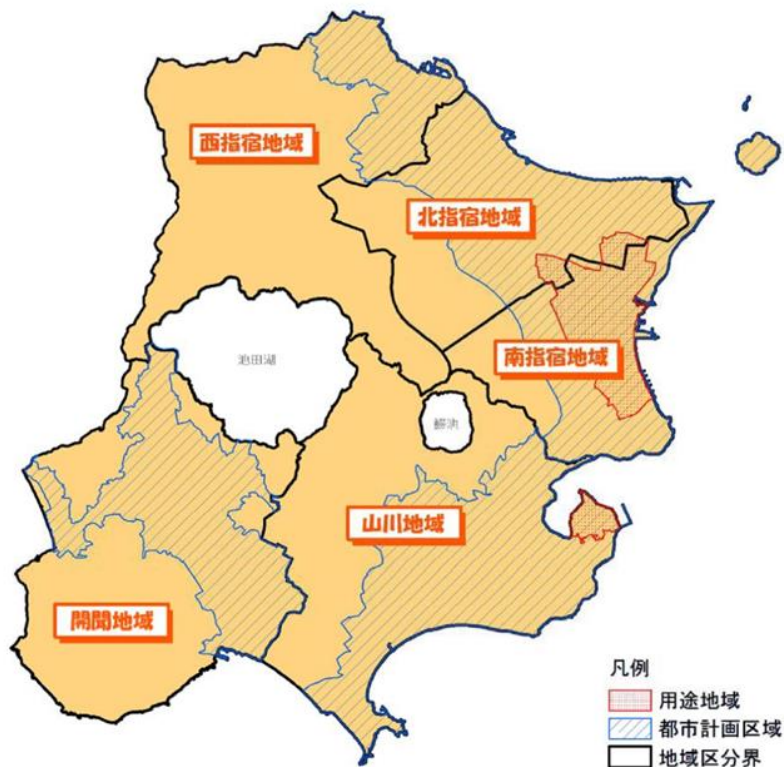 西指宿地域
北指宿地域
池田湖
南指宿地域
鰻池
山川地域
開聞地域
凡例
用途地域
都市計画区域
地域区分界